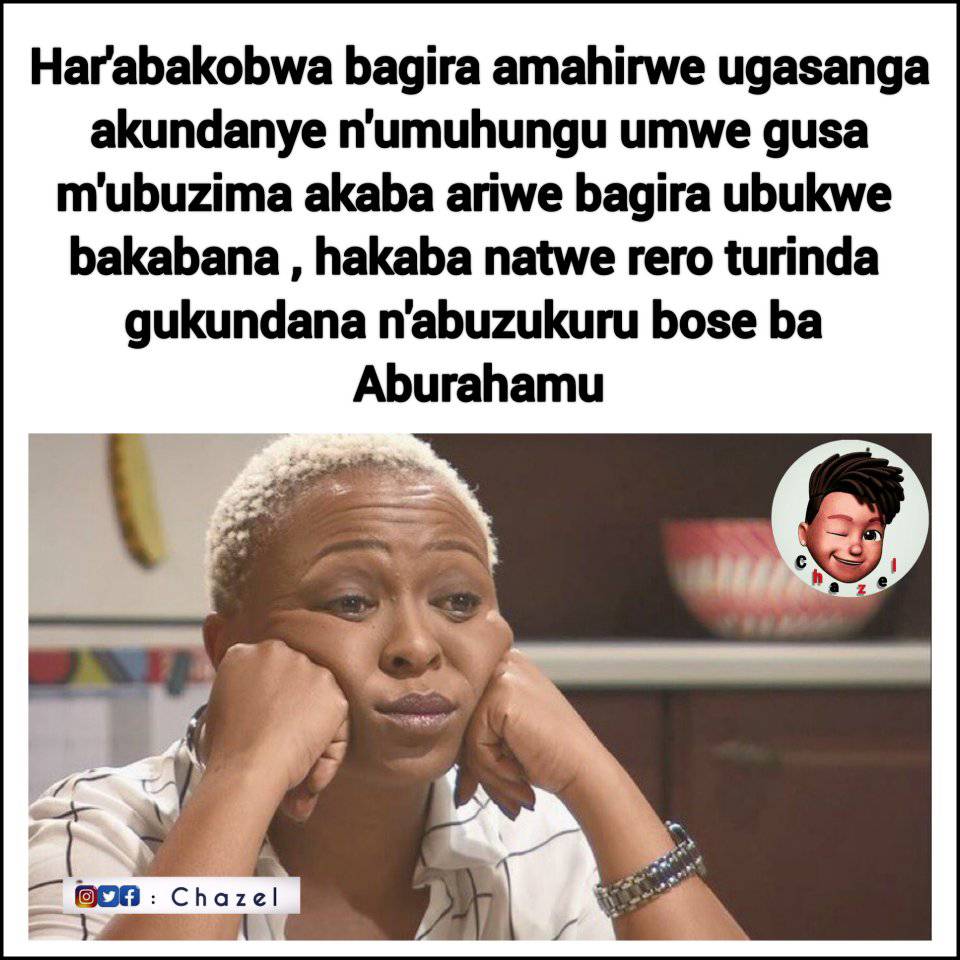 Har'abakobwa bagira amahirwe ugasanga
akundanye n'umuhungu umwe gusa
m'ubuzima akaba ariwe bagira ubukwe
bakabana , hakaba natwe rero turinda
gukundana n'abuzukuru bose ba
Aburahamu
Chazel
: Chazel